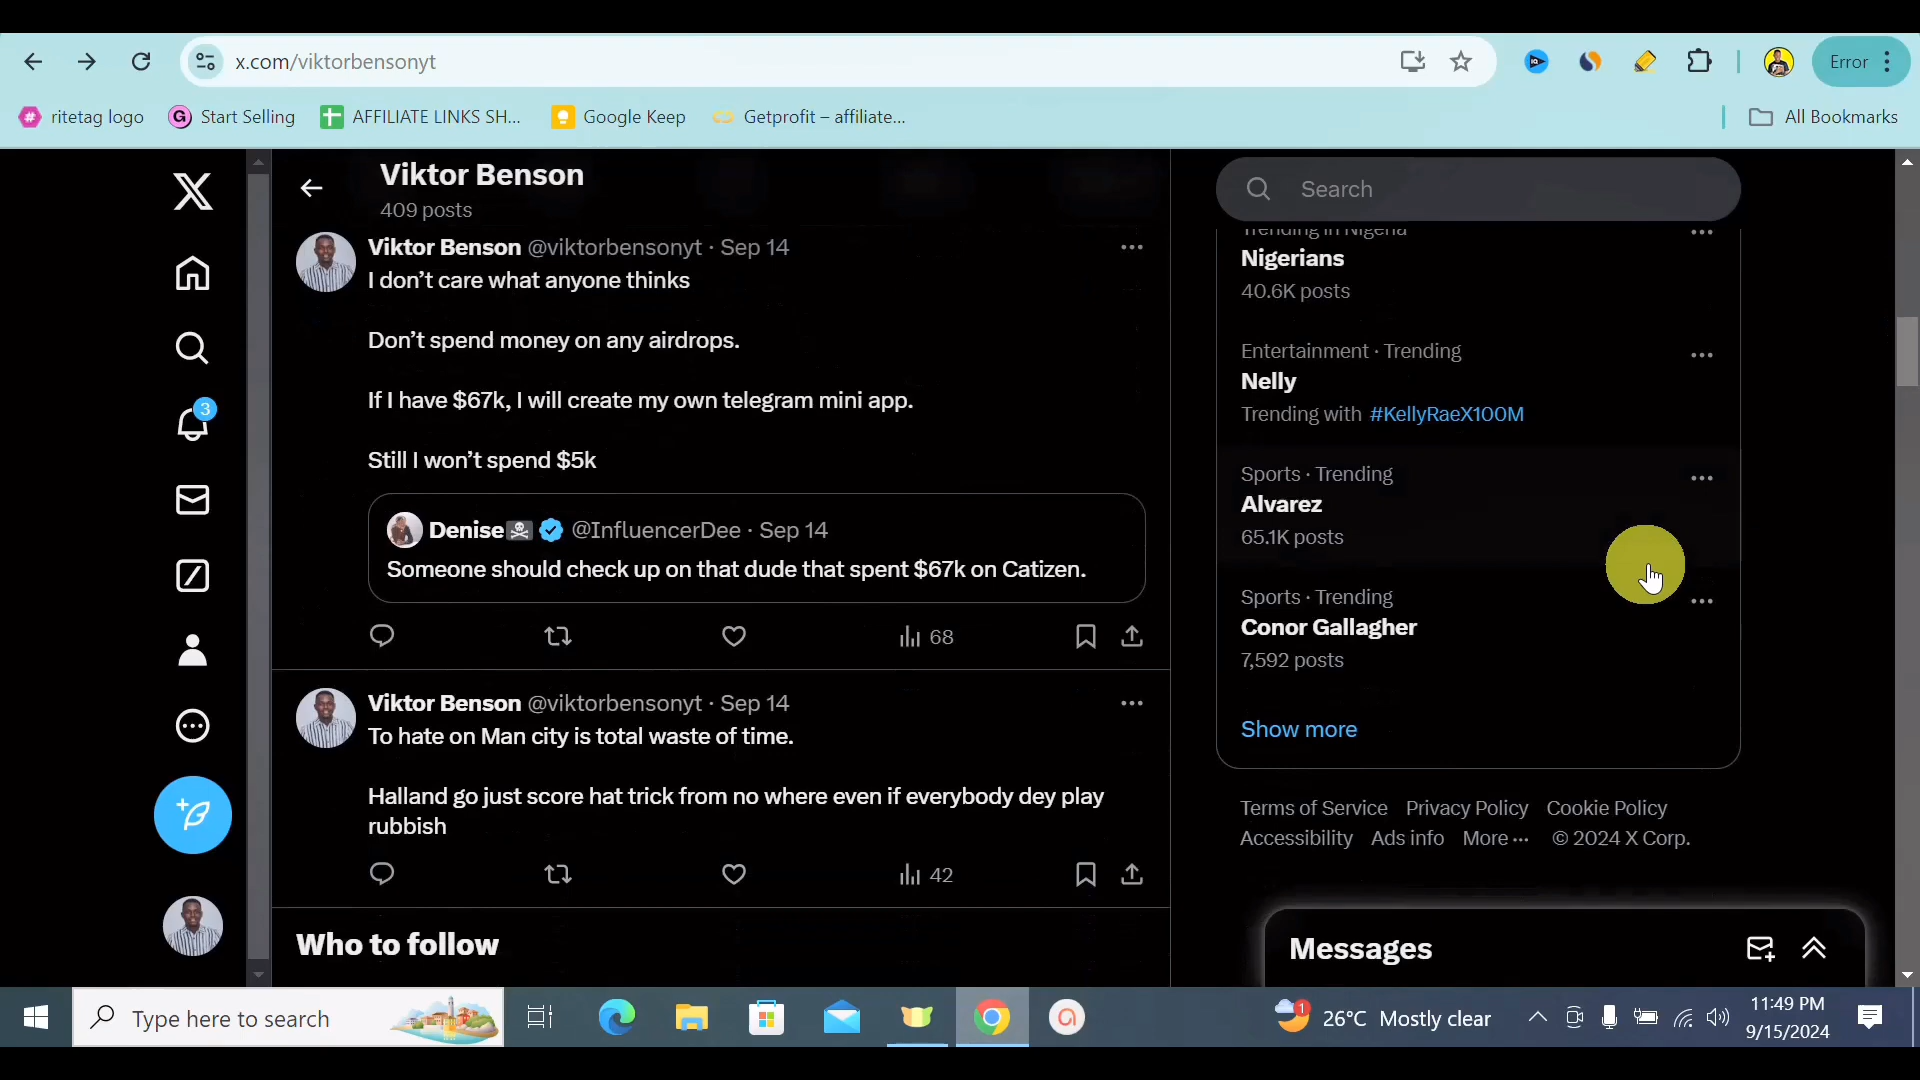 x.com/viktorbensonyt
Error
ritetag logo
Start Selling
AFFILIATE LINKS SH...
Google Keep
Getprofit – affiliate...
All Bookmarks
Viktor Benson
409 posts
Viktor Benson @viktorbensonyt · Sep 14
I don’t care what anyone thinks
Don’t spend money on any airdrops.
If I have $67k, I will create my own telegram mini app.
Still I won’t spend $5k
Denise @InfluencerDee · Sep 14
Someone should check up on that dude that spent $67k on Catizen.
68
Viktor Benson @viktorbensonyt · Sep 14
To hate on Man city is total waste of time.
Halland go just score hat trick from no where even if everybody dey play
rubbish
42
Who to follow
3
Search
Trending in Nigeria
Nigerians
40.6K posts
Entertainment · Trending
Nelly
Trending with #KellyRaeX100M
Sports · Trending
Alvarez
65.1K posts
Sports · Trending
Conor Gallagher
7,592 posts
Show more
Terms of Service Privacy Policy Cookie Policy
Accessibility Ads info More ··· © 2024 X Corp.
Messages
Type here to search
1
26°C Mostly clear
11:49 PM
9/15/2024